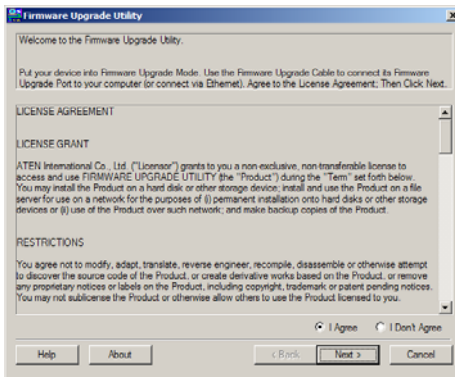 Firmware Upgrade Utility
Welcome to the Firmware Upgrade Utility.
Put your device into Firmware Upgrade Mode. Use the Firmware Upgrade Cable to connect its Firmware
Upgrade Port to your computer (or connect via Ethernet). Agree to the License Agreement; Then Click Next.
LICENSE AGREEMENT
LICENSE GRANT
ATEN International Co., Ltd. ("Licensor") grants to you a non-exclusive, non-transferable license to
access and use FIRMWARE UPGRADE UTILITY (the "Product") during the "Term" set forth below.
You may install the Product on a hard disk or other storage device; install and use the Product on a file
server for use on a network for the purposes of (i) permanent installation onto hard disks or other storage
devices or (ii) use of the Product over such network; and make backup copies of the Product.
RESTRICTIONS
You agree not to modify, adapt, translate, reverse engineer, recompile, disassemble or otherwise attempt
to discover the source code of the Product, or create derivative works based on the Product, or remove
any proprietary notices or labels on the Product, including copyright, trademark or patent pending notices.
You may not sublicense the Product or otherwise allow others to use the Product licensed to you.
I Agree I Don't Agree
Help About < Back Next > Cancel